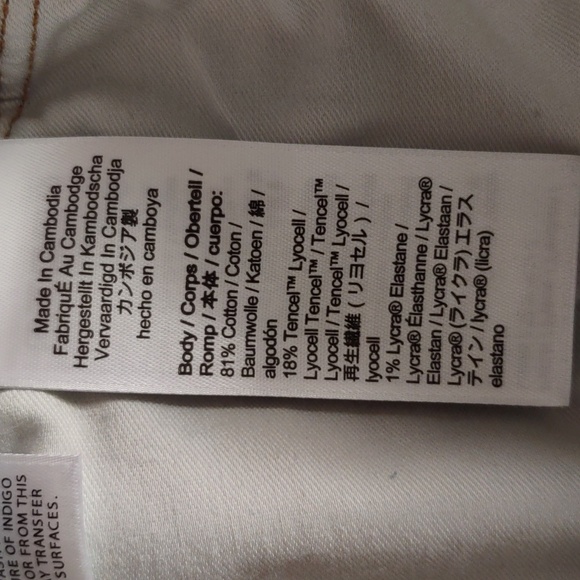 Made In Cambodia
FabriquÉ Au Cambodge
Hergestellt In Kambodscha
Vervaardigd In Cambodja
カンボジア製
hecho en camboya
Body / Corps / Oberteil /
Romp / 本体 / cuerpo:
81% Cotton / Coton /
Baumwolle / Katoen / 綿 /
algodón
18% Tencel™ Lyocell /
Lyocell Tencel™ / Tencel™
Lyocell / Tencel™ Lyocell /
再生繊維 ( リヨセル ) /
lyocell
1% Lycra® Elastane /
Lycra® Élasthanne / Lycra®
Elastan / Lycra® Elastaan /
Lycra® (ライクラ) エラス
テイン / lycra® (licra)
elastano
RE OF INDIGO
OR FROM THIS
Y TRANSFER
SURFACES.